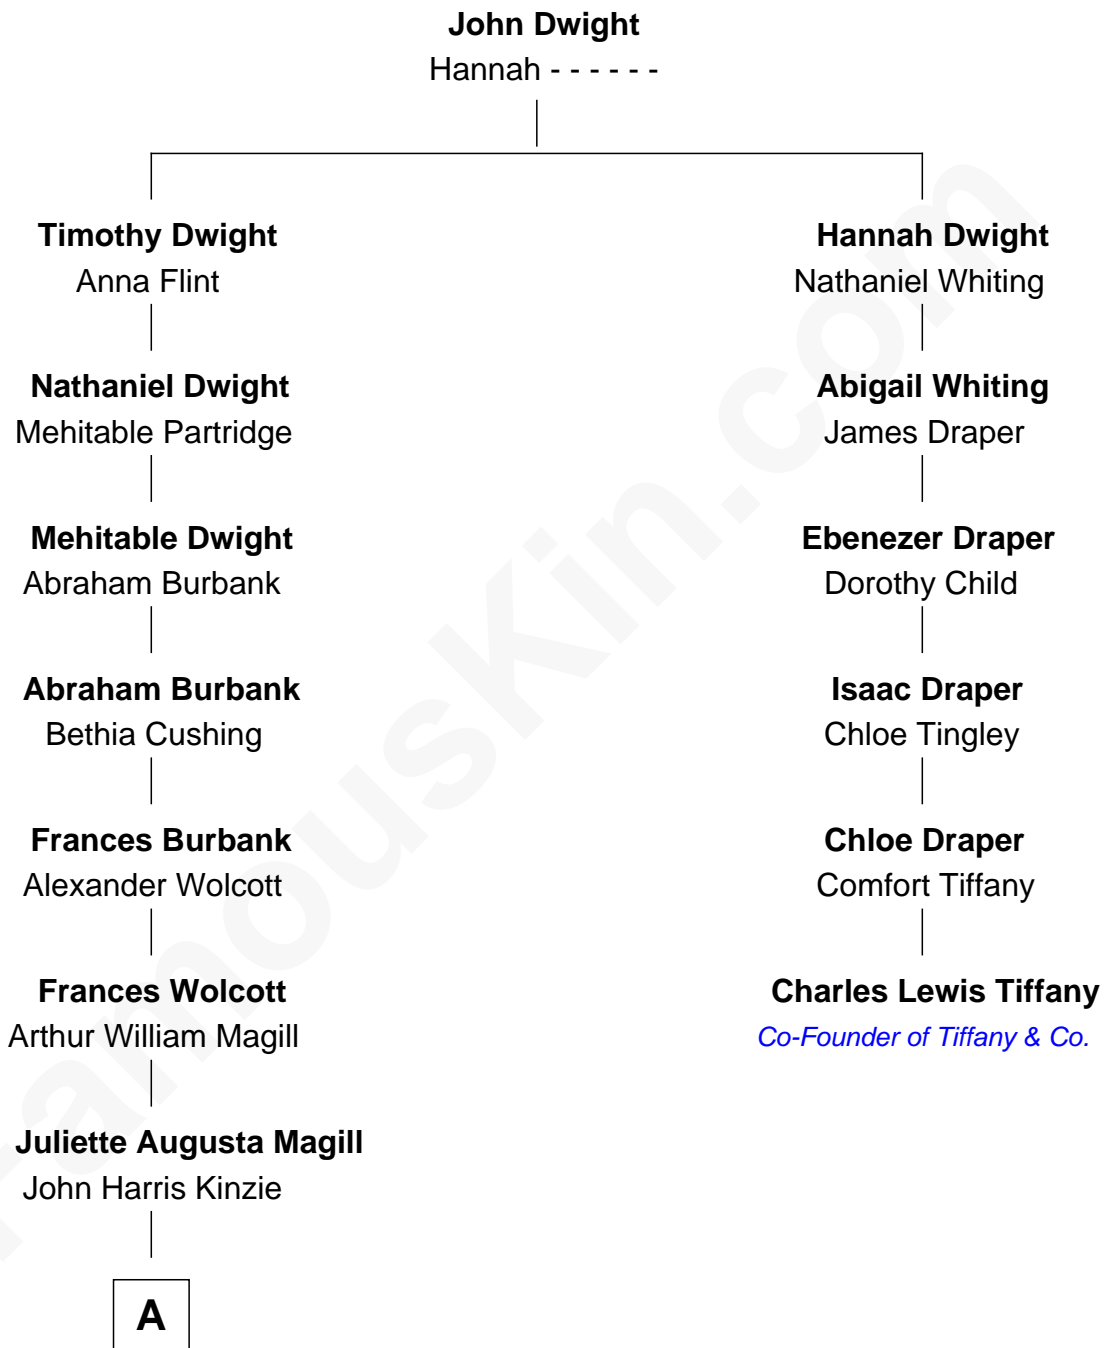 John Dwight
Hannah - - - - - -
Timothy Dwight
Anna Flint
Hannah Dwight
Nathaniel Whiting
Nathaniel Dwight
Mehitable Partridge
Abigail Whiting
James Draper
Mehitable Dwight
Abraham Burbank
Ebenezer Draper
Dorothy Child
Abraham Burbank
Bethia Cushing
Isaac Draper
Chloe Tingley
Frances Burbank
Alexander Wolcott
Chloe Draper
Comfort Tiffany
Frances Wolcott
Arthur William Magill
Charles Lewis Tiffany
Co-Founder of Tiffany & Co.
Juliette Augusta Magill
John Harris Kinzie
A
FamousKin.com